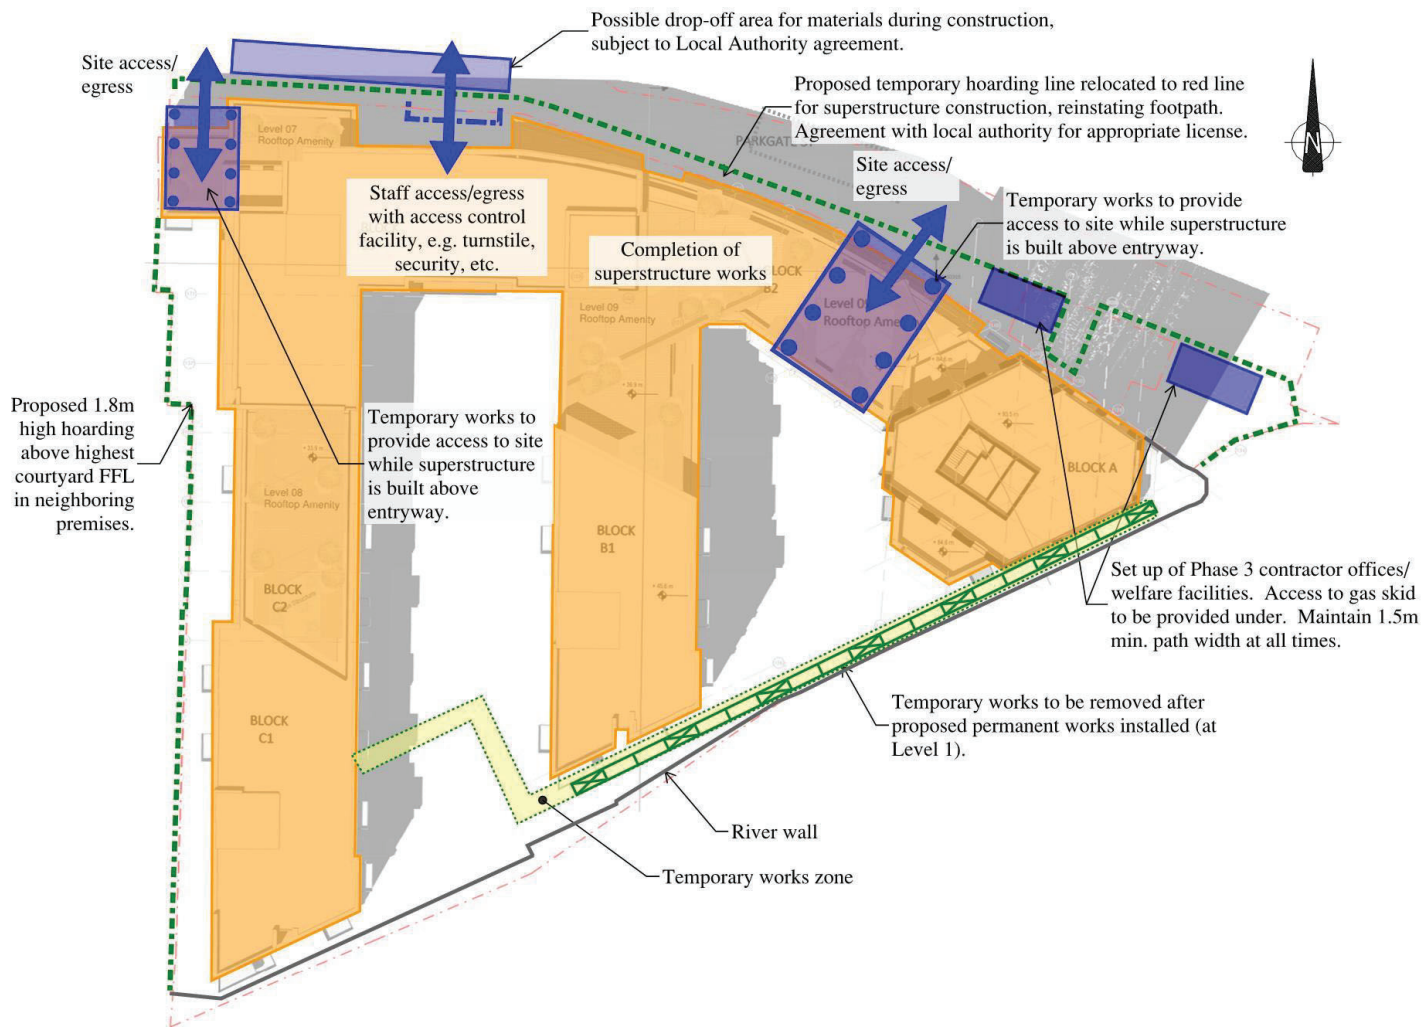 Possible drop-off area for materials during construction,
subject to Local Authority agreement.
Site access/
egress
Proposed temporary hoarding line relocated to red line
for superstructure construction, reinstating footpath.
Agreement with local authority for appropriate license.
N
Level 07
Rooftop Amenity
PARKGATE
Site access/
egress
Staff access/egress
with access control
facility, e.g. turnstile,
security, etc.
Temporary works to provide
access to site while superstructure
is built above entryway.
Completion of
superstructure works
BLOCK
B2
Level 09
Rooftop Amenity
Level 09
Rooftop Amenity
Proposed 1.8m
high hoarding
above highest
courtyard FFL
in neighboring
premises.
Temporary works to
provide access to site
while superstructure
is built above
entryway.
BLOCK A
Level 08
Rooftop Amenity
BLOCK
B1
BLOCK
C2
Set up of Phase 3 contractor offices/
welfare facilities. Access to gas skid
to be provided under. Maintain 1.5m
min. path width at all times.
BLOCK
C1
Temporary works to be removed after
proposed permanent works installed (at
Level 1).
River wall
Temporary works zone